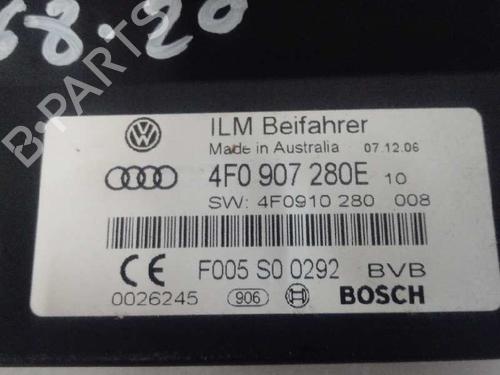 68.20
ILM Beifahrer
Made in Australia 07.12.06
4F0 907 280E 10
SW: 4F0910 280 008
CE F005 S0 0292 BVB
0026245 906 BOSCH
B-PARTS